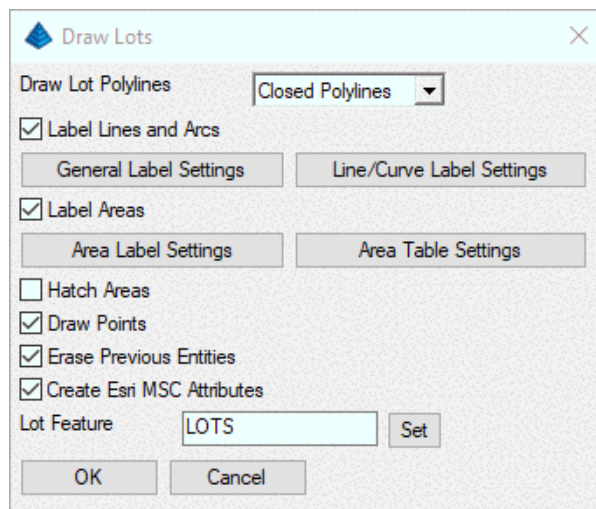 Draw Lots
Draw Lot Polylines Closed Polylines
Label Lines and Arcs
General Label Settings Line/Curve Label Settings
Label Areas
Area Label Settings Area Table Settings
Hatch Areas
Draw Points
Erase Previous Entities
Create Esri MSC Attributes
Lot Feature LOTS Set
OK Cancel